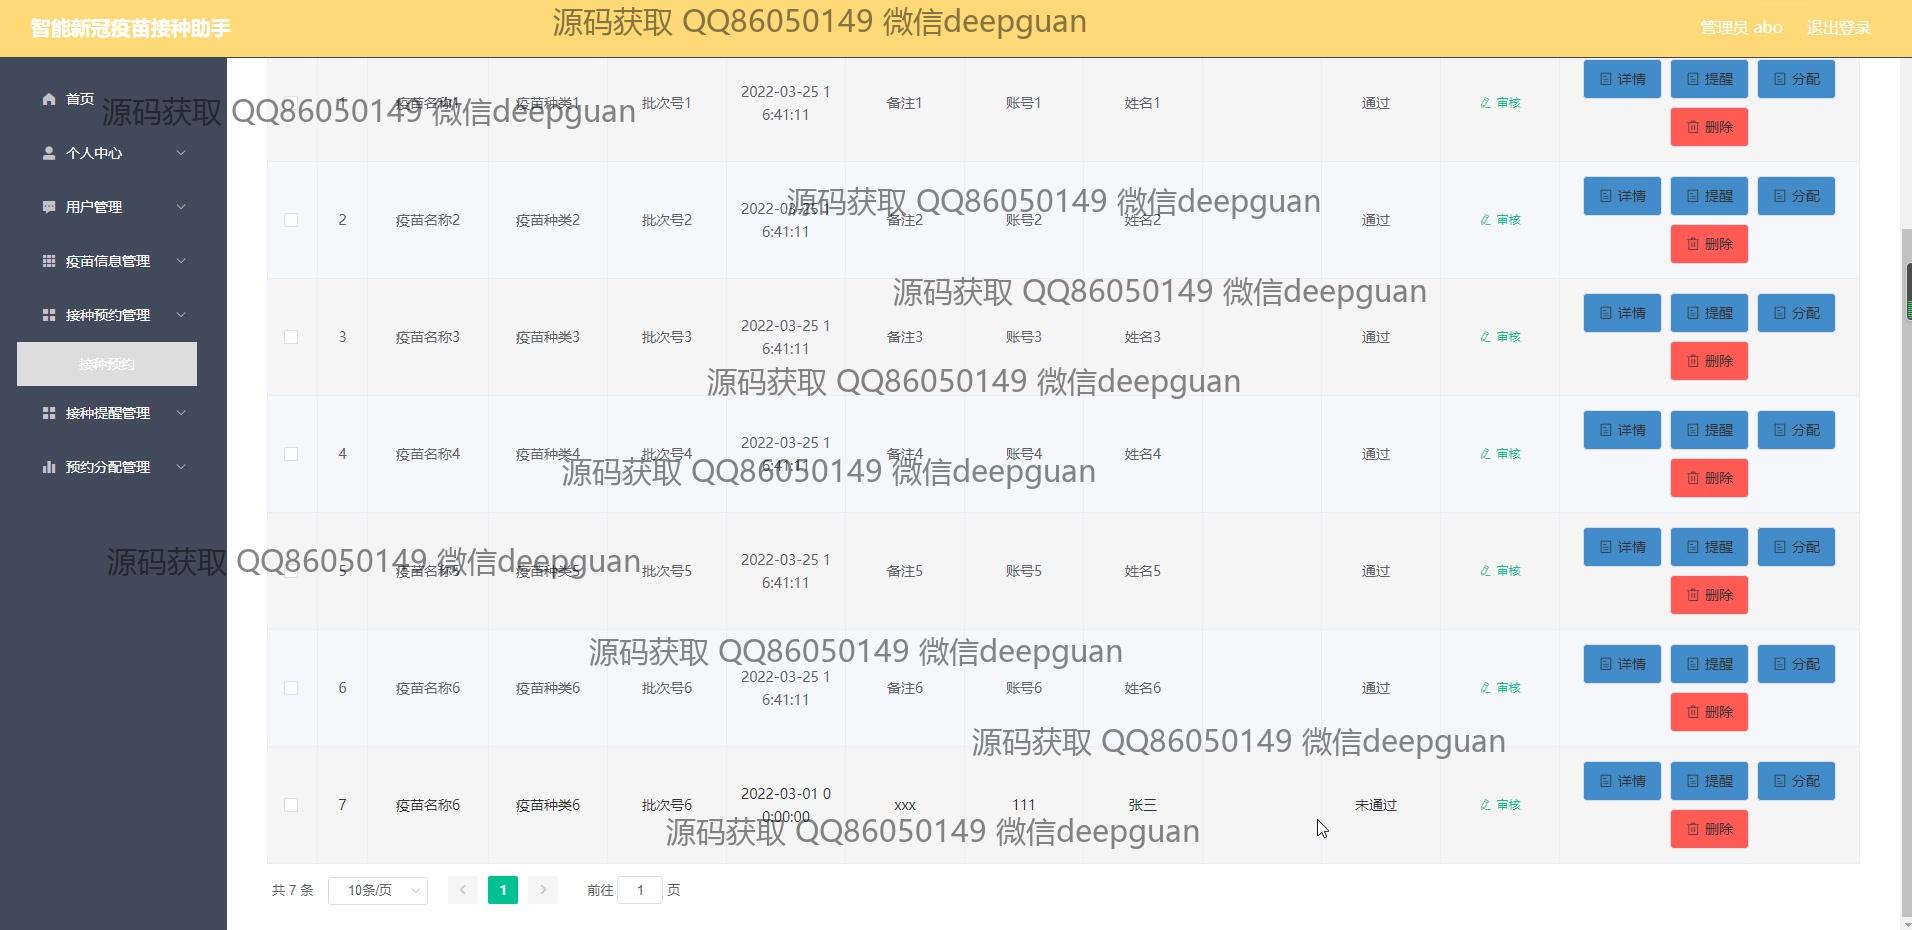 智能新冠疫苗接种助手
源码获取 QQ86050149 微信deepguan
管理员 abo
退出登录
首页
个人中心
用户管理
疫苗信息管理
接种预约管理
接种预约
接种提醒管理
预约分配管理
源码获取 QQ86050149 微信deepguan
1 疫苗名称1 疫苗种类1 批次号1 2022-03-25 1
6:41:11 备注1 账号1 姓名1 通过 审核 详情 提醒 分配
删除
源码获取 QQ86050149 微信deepguan
2 疫苗名称2 疫苗种类2 批次号2 2022-03-25 1
6:41:11 备注2 账号2 姓名2 通过 审核 详情 提醒 分配
删除
源码获取 QQ86050149 微信deepguan
3 疫苗名称3 疫苗种类3 批次号3 2022-03-25 1
6:41:11 备注3 账号3 姓名3 通过 审核 详情 提醒 分配
删除
源码获取 QQ86050149 微信deepguan
4 疫苗名称4 疫苗种类4 批次号4 2022-03-25 1
6:41:11 备注4 账号4 姓名4 通过 审核 详情 提醒 分配
删除
源码获取 QQ86050149 微信deepguan
源码获取 QQ86050149 微信deepguan
5 疫苗名称5 疫苗种类5 批次号5 2022-03-25 1
6:41:11 备注5 账号5 姓名5 通过 审核 详情 提醒 分配
删除
源码获取 QQ86050149 微信deepguan
6 疫苗名称6 疫苗种类6 批次号6 2022-03-25 1
6:41:11 备注6 账号6 姓名6 通过 审核 详情 提醒 分配
删除
源码获取 QQ86050149 微信deepguan
7 疫苗名称6 疫苗种类6 批次号6 2022-03-01 0
0:00:00 xxx 111 张三 未通过 审核 详情 提醒 分配
删除
源码获取 QQ86050149 微信deepguan
共 7 条 10条/页 1 前往 1 页